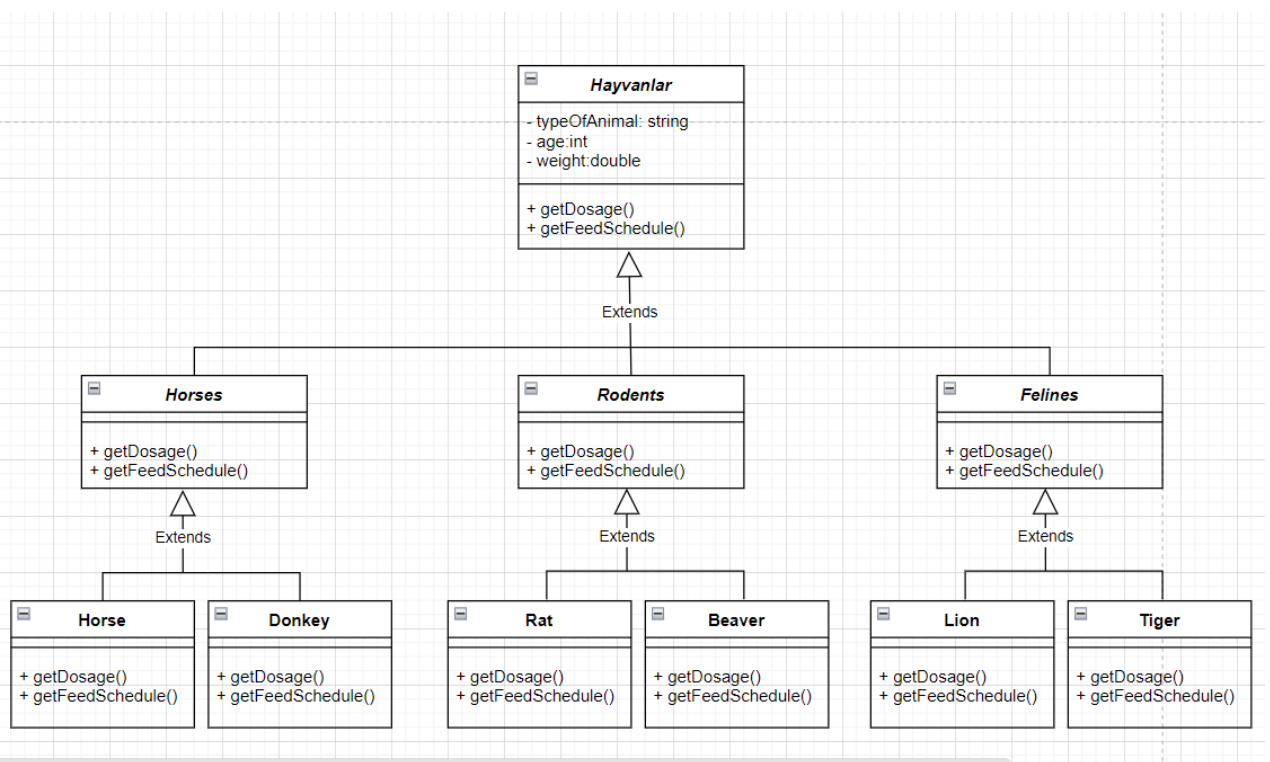 Hayvanlar
- typeOfAnimal: string
- age:int
- weight:double
+ getDosage()
+ getFeedSchedule()
Extends
Horses
+ getDosage()
+ getFeedSchedule()
Rodents
+ getDosage()
+ getFeedSchedule()
Felines
+ getDosage()
+ getFeedSchedule()
Extends
Extends
Extends
Horse
+ getDosage()
+ getFeedSchedule()
Donkey
+ getDosage()
+ getFeedSchedule()
Rat
+ getDosage()
+ getFeedSchedule()
Beaver
+ getDosage()
+ getFeedSchedule()
Lion
+ getDosage()
+ getFeedSchedule()
Tiger
+ getDosage()
+ getFeedSchedule()